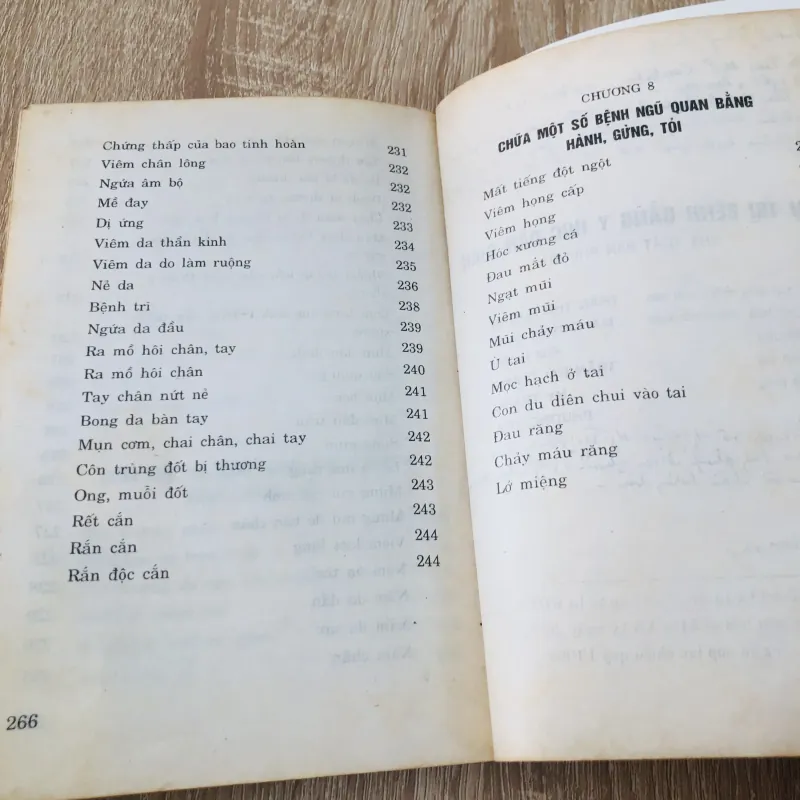 Chứng thấp của bao tinh hoàn 231
Viêm chân lông 232
Ngứa âm bộ 232
Mề đay 232
Dị ứng 233
Viêm da thần kinh 234
Viêm da do làm ruộng 235
Nẻ da 236
Bệnh trĩ 238
Ngứa da đầu 239
Ra mồ hôi chân, tay 239
Ra mồ hôi chân 240
Tay chân nứt nẻ 241
Bong da bàn tay 241
Mụn cơm, chai chân, chai tay 242
Côn trùng đốt bị thương 242
Ong, muỗi đốt 243
Rết cắn 244
Rắn cắn 244
Rắn độc cắn
266
CHƯƠNG 8
CHỮA MỘT SỐ BỆNH NGŨ QUAN BẰNG
HÀNH, GỪNG, TỎI
Mất tiếng đột ngột
Viêm họng cấp
Viêm họng
Hóc xương cá
Đau mắt đỏ
Ngạt mũi
Viêm mũi
Mũi chảy máu
Ù tai
Mọc hạch ở tai
Con du diên chui vào tai
Đau răng
Chảy máu răng
Lở miệng